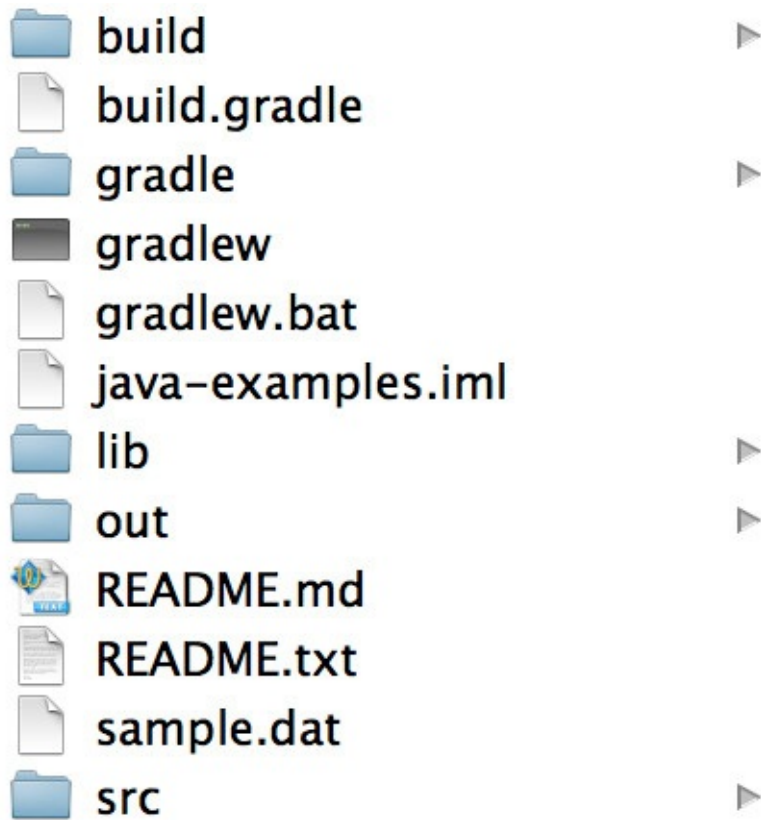 build
build.gradle
gradle
gradlew
gradlew.bat
java-examples.iml
lib
out
README.md
README.txt
sample.dat
src